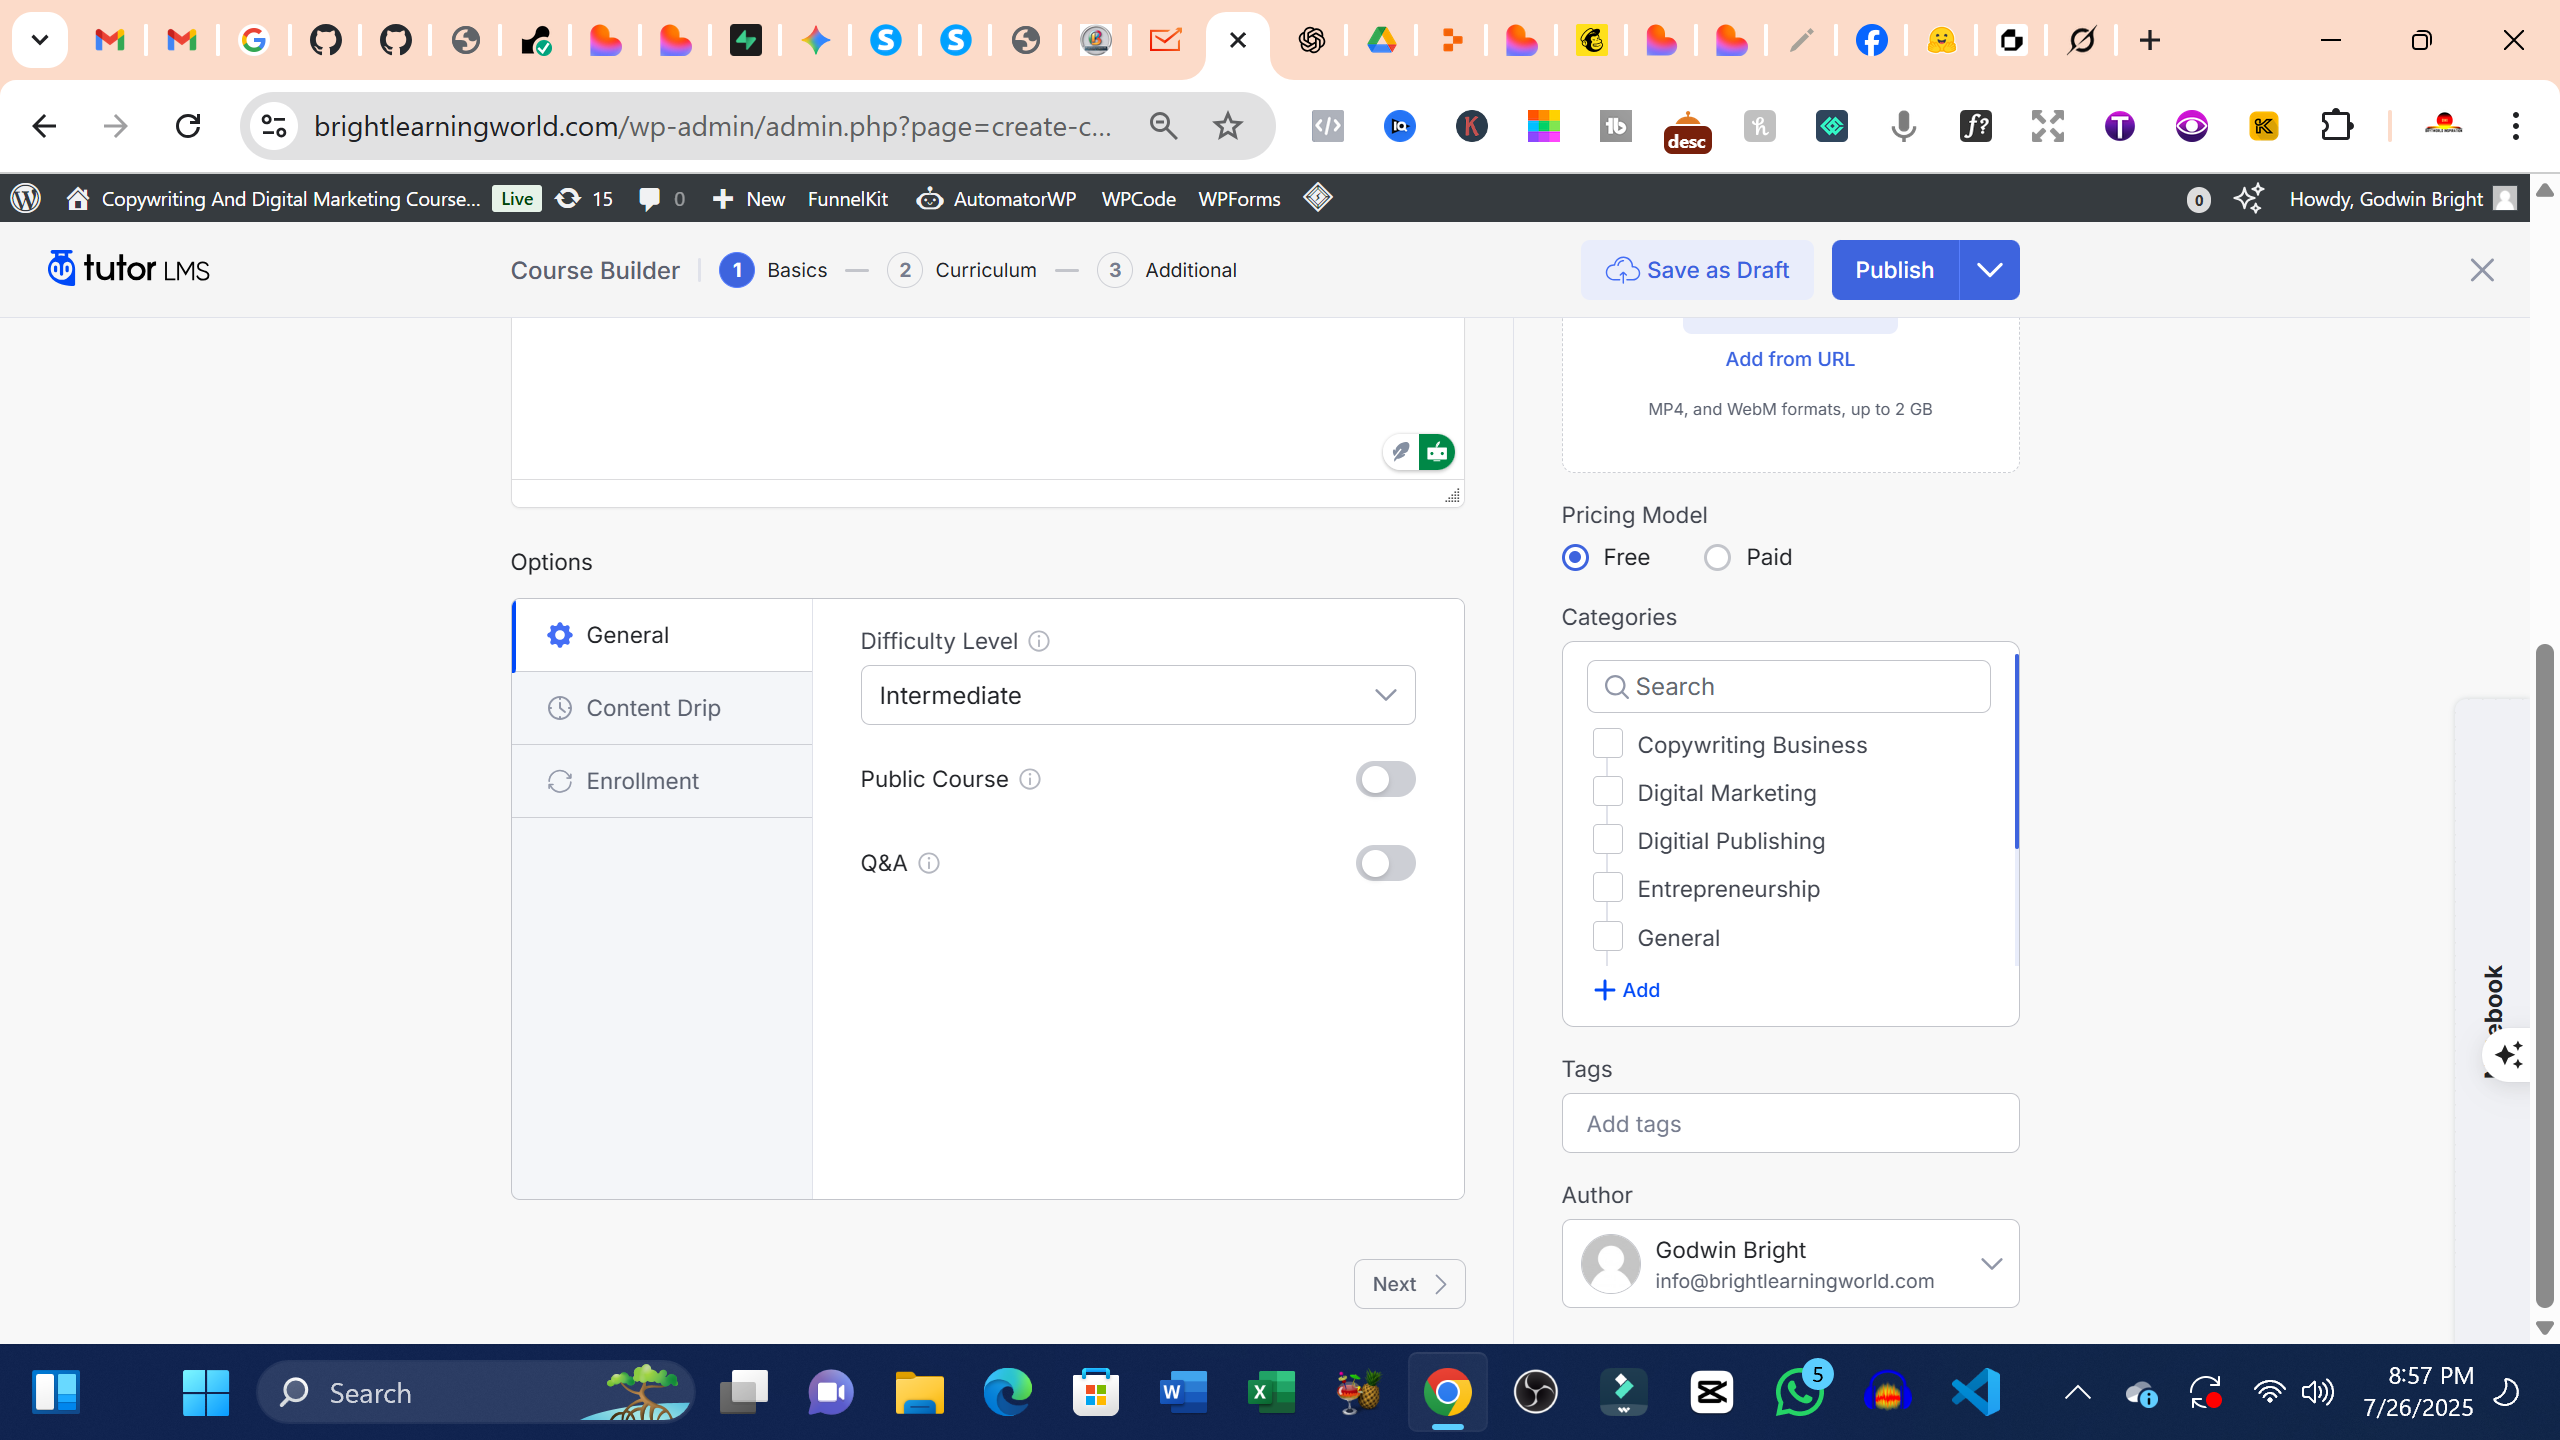 desc
brightlearningworld.com/wp-admin/admin.php?page=create-c...
Copywriting And Digital Marketing Course... Live 15 0 New FunnelKit AutomatorWP WPCode WPForms 0 Howdy, Godwin Bright
tutor LMS Course Builder 1 Basics 2 Curriculum 3 Additional Save as Draft Publish
Add from URL
MP4, and WebM formats, up to 2 GB
Pricing Model
Free Paid
Options
General
Content Drip
Enrollment
Difficulty Level
Intermediate
Public Course
Q&A
Next
Categories
Search
Copywriting Business
Digital Marketing
Digitial Publishing
Entrepreneurship
General
Add
Tags
Add tags
Author
Godwin Bright
info@brightlearningworld.com
Search
5
8:57 PM
7/26/2025